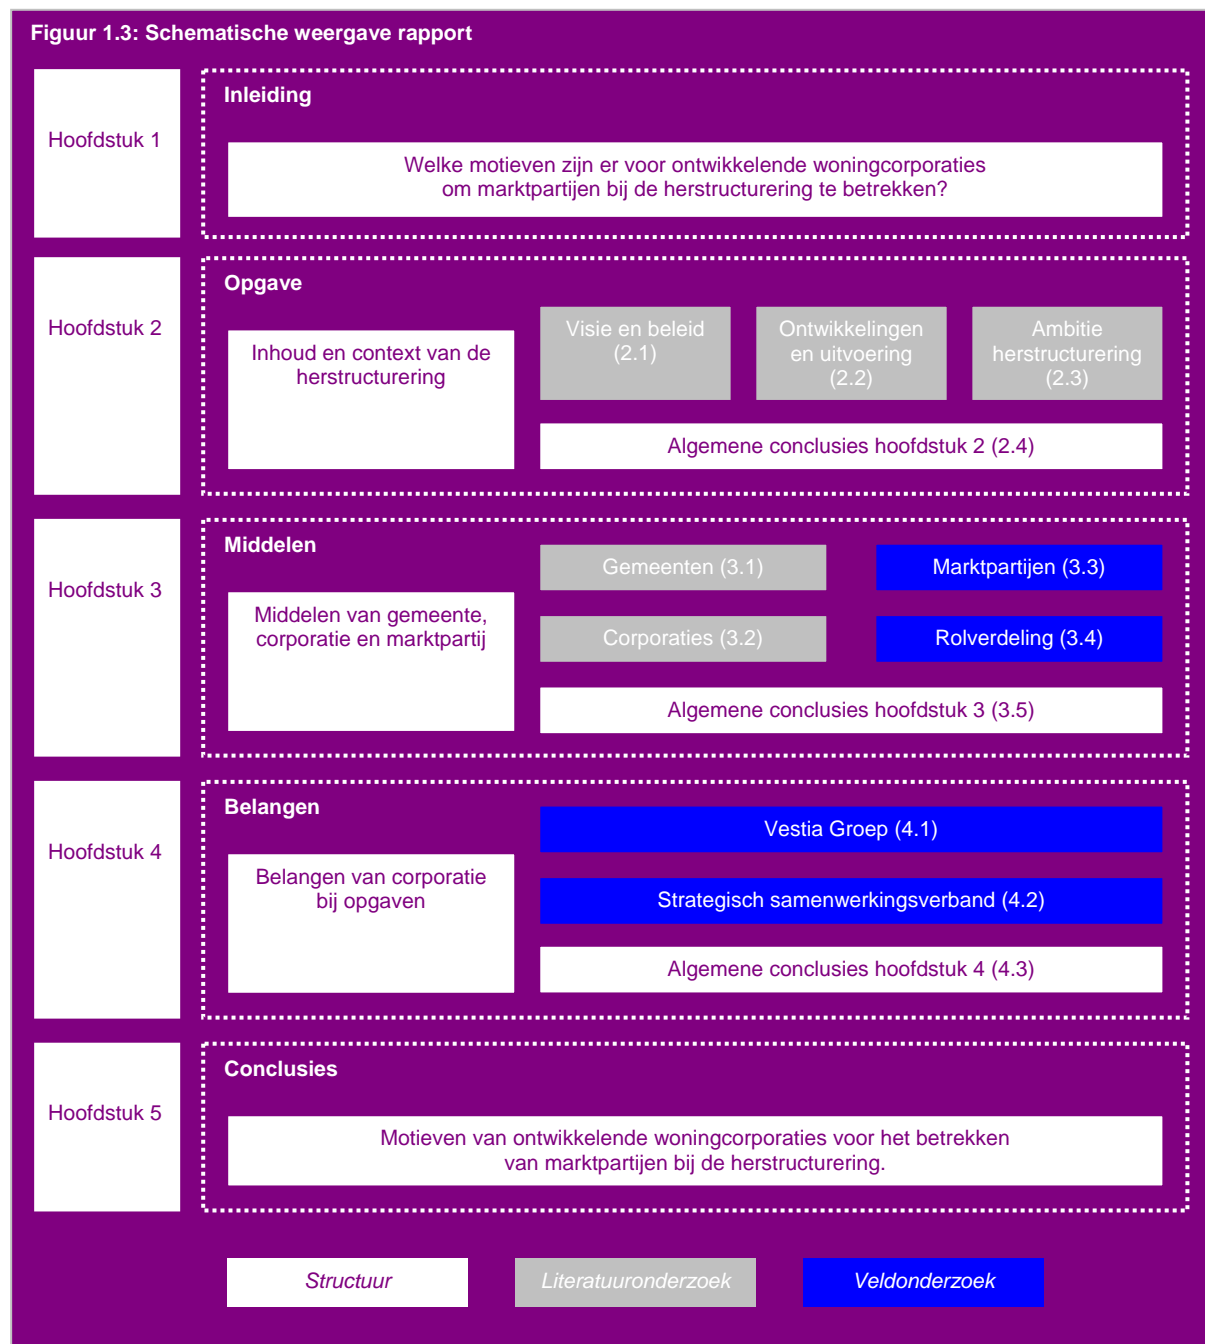 Figuur 1.3: Schematische weergave rapport
Hoofdstuk 1
Inleiding
Welke motieven zijn er voor ontwikkelende woningcorporaties
om marktpartijen bij de herstructurering te betrekken?
Hoofdstuk 2
Opgave
Inhoud en context van de
herstructurering
Visie en beleid
(2.1)
Ontwikkelingen
en uitvoering
(2.2)
Ambitie
herstructurering
(2.3)
Algemene conclusies hoofdstuk 2 (2.4)
Hoofdstuk 3
Middelen
Middelen van gemeente,
corporatie en marktpartij
Gemeenten (3.1)
Marktpartijen (3.3)
Corporaties (3.2)
Rolverdeling (3.4)
Algemene conclusies hoofdstuk 3 (3.5)
Hoofdstuk 4
Belangen
Belangen van corporatie
bij opgaven
Vestia Groep (4.1)
Strategisch samenwerkingsverband (4.2)
Algemene conclusies hoofdstuk 4 (4.3)
Hoofdstuk 5
Conclusies
Motieven van ontwikkelende woningcorporaties voor het betrekken
van marktpartijen bij de herstructurering.
Structuur
Literatuuronderzoek
Veldonderzoek